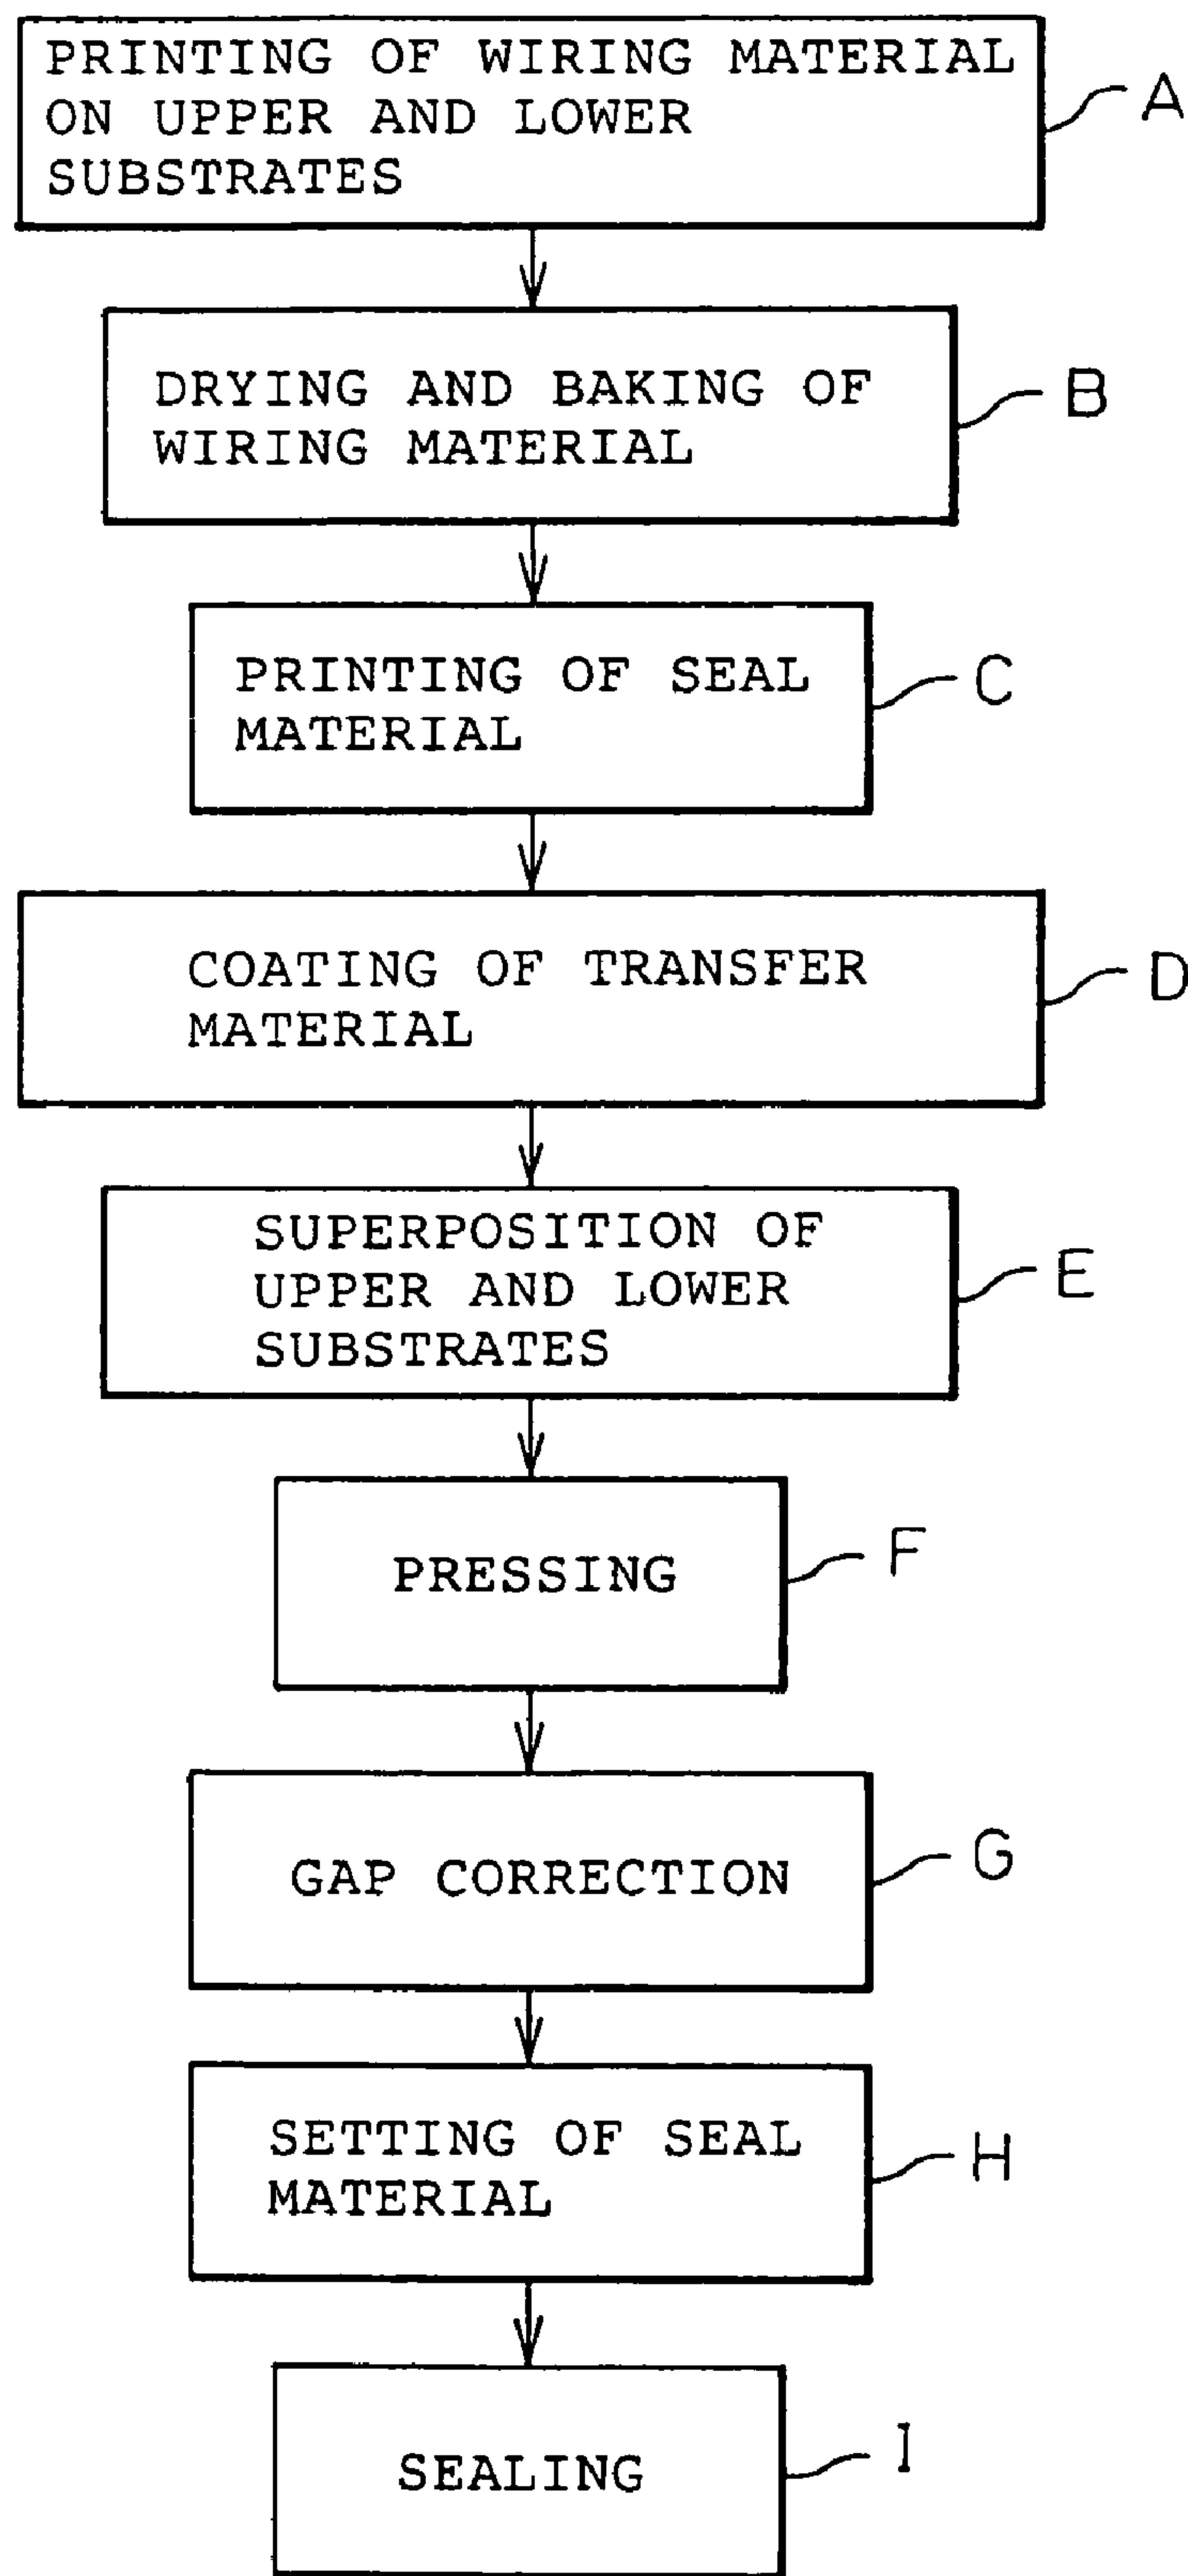 PRINTING OF WIRING MATERIAL
ON UPPER AND LOWER
SUBSTRATES
A
DRYING AND BAKING OF
WIRING MATERIAL
B
PRINTING OF SEAL
MATERIAL
C
COATING OF TRANSFER
MATERIAL
D
SUPERPOSITION OF
UPPER AND LOWER
SUBSTRATES
E
PRESSING
F
GAP CORRECTION
G
SETTING OF SEAL
MATERIAL
H
SEALING
I